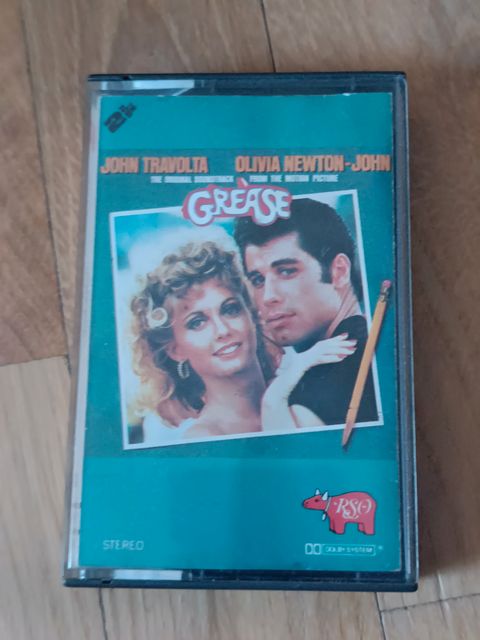 JOHN TRAVOLTA OLIVIA NEWTON-JOHN
THE ORIGINAL SOUNDTRACK FROM THE MOTION PICTURE
GREASE
RSO
STEREO
DOLBY SYSTEM